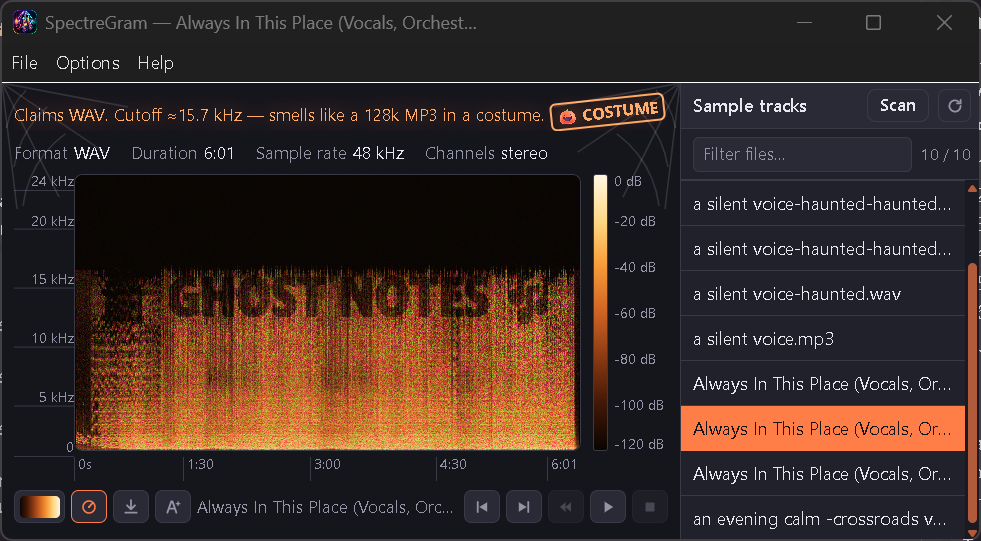 SpectreGram — Always In This Place (Vocals, Orchest...
File Options Help
Claims WAV. Cutoff ≈15.7 kHz — smells like a 128k MP3 in a costume.
COSTUME
Format WAV Duration 6:01 Sample rate 48 kHz Channels stereo
24 kHz
20 kHz
15 kHz
10 kHz
5 kHz
0
GHOST NOTES
0 dB
-20 dB
-40 dB
-60 dB
-80 dB
-100 dB
-120 dB
0s 1:30 3:00 4:30 6:01
A+ Always In This Place (Vocals, Orc...
Sample tracks Scan
Filter files... 10 / 10
a silent voice-haunted-haunted...
a silent voice-haunted-haunted...
a silent voice-haunted.wav
a silent voice.mp3
Always In This Place (Vocals, Or...
Always In This Place (Vocals, Or...
Always In This Place (Vocals, Or...
an evening calm -crossroads v...